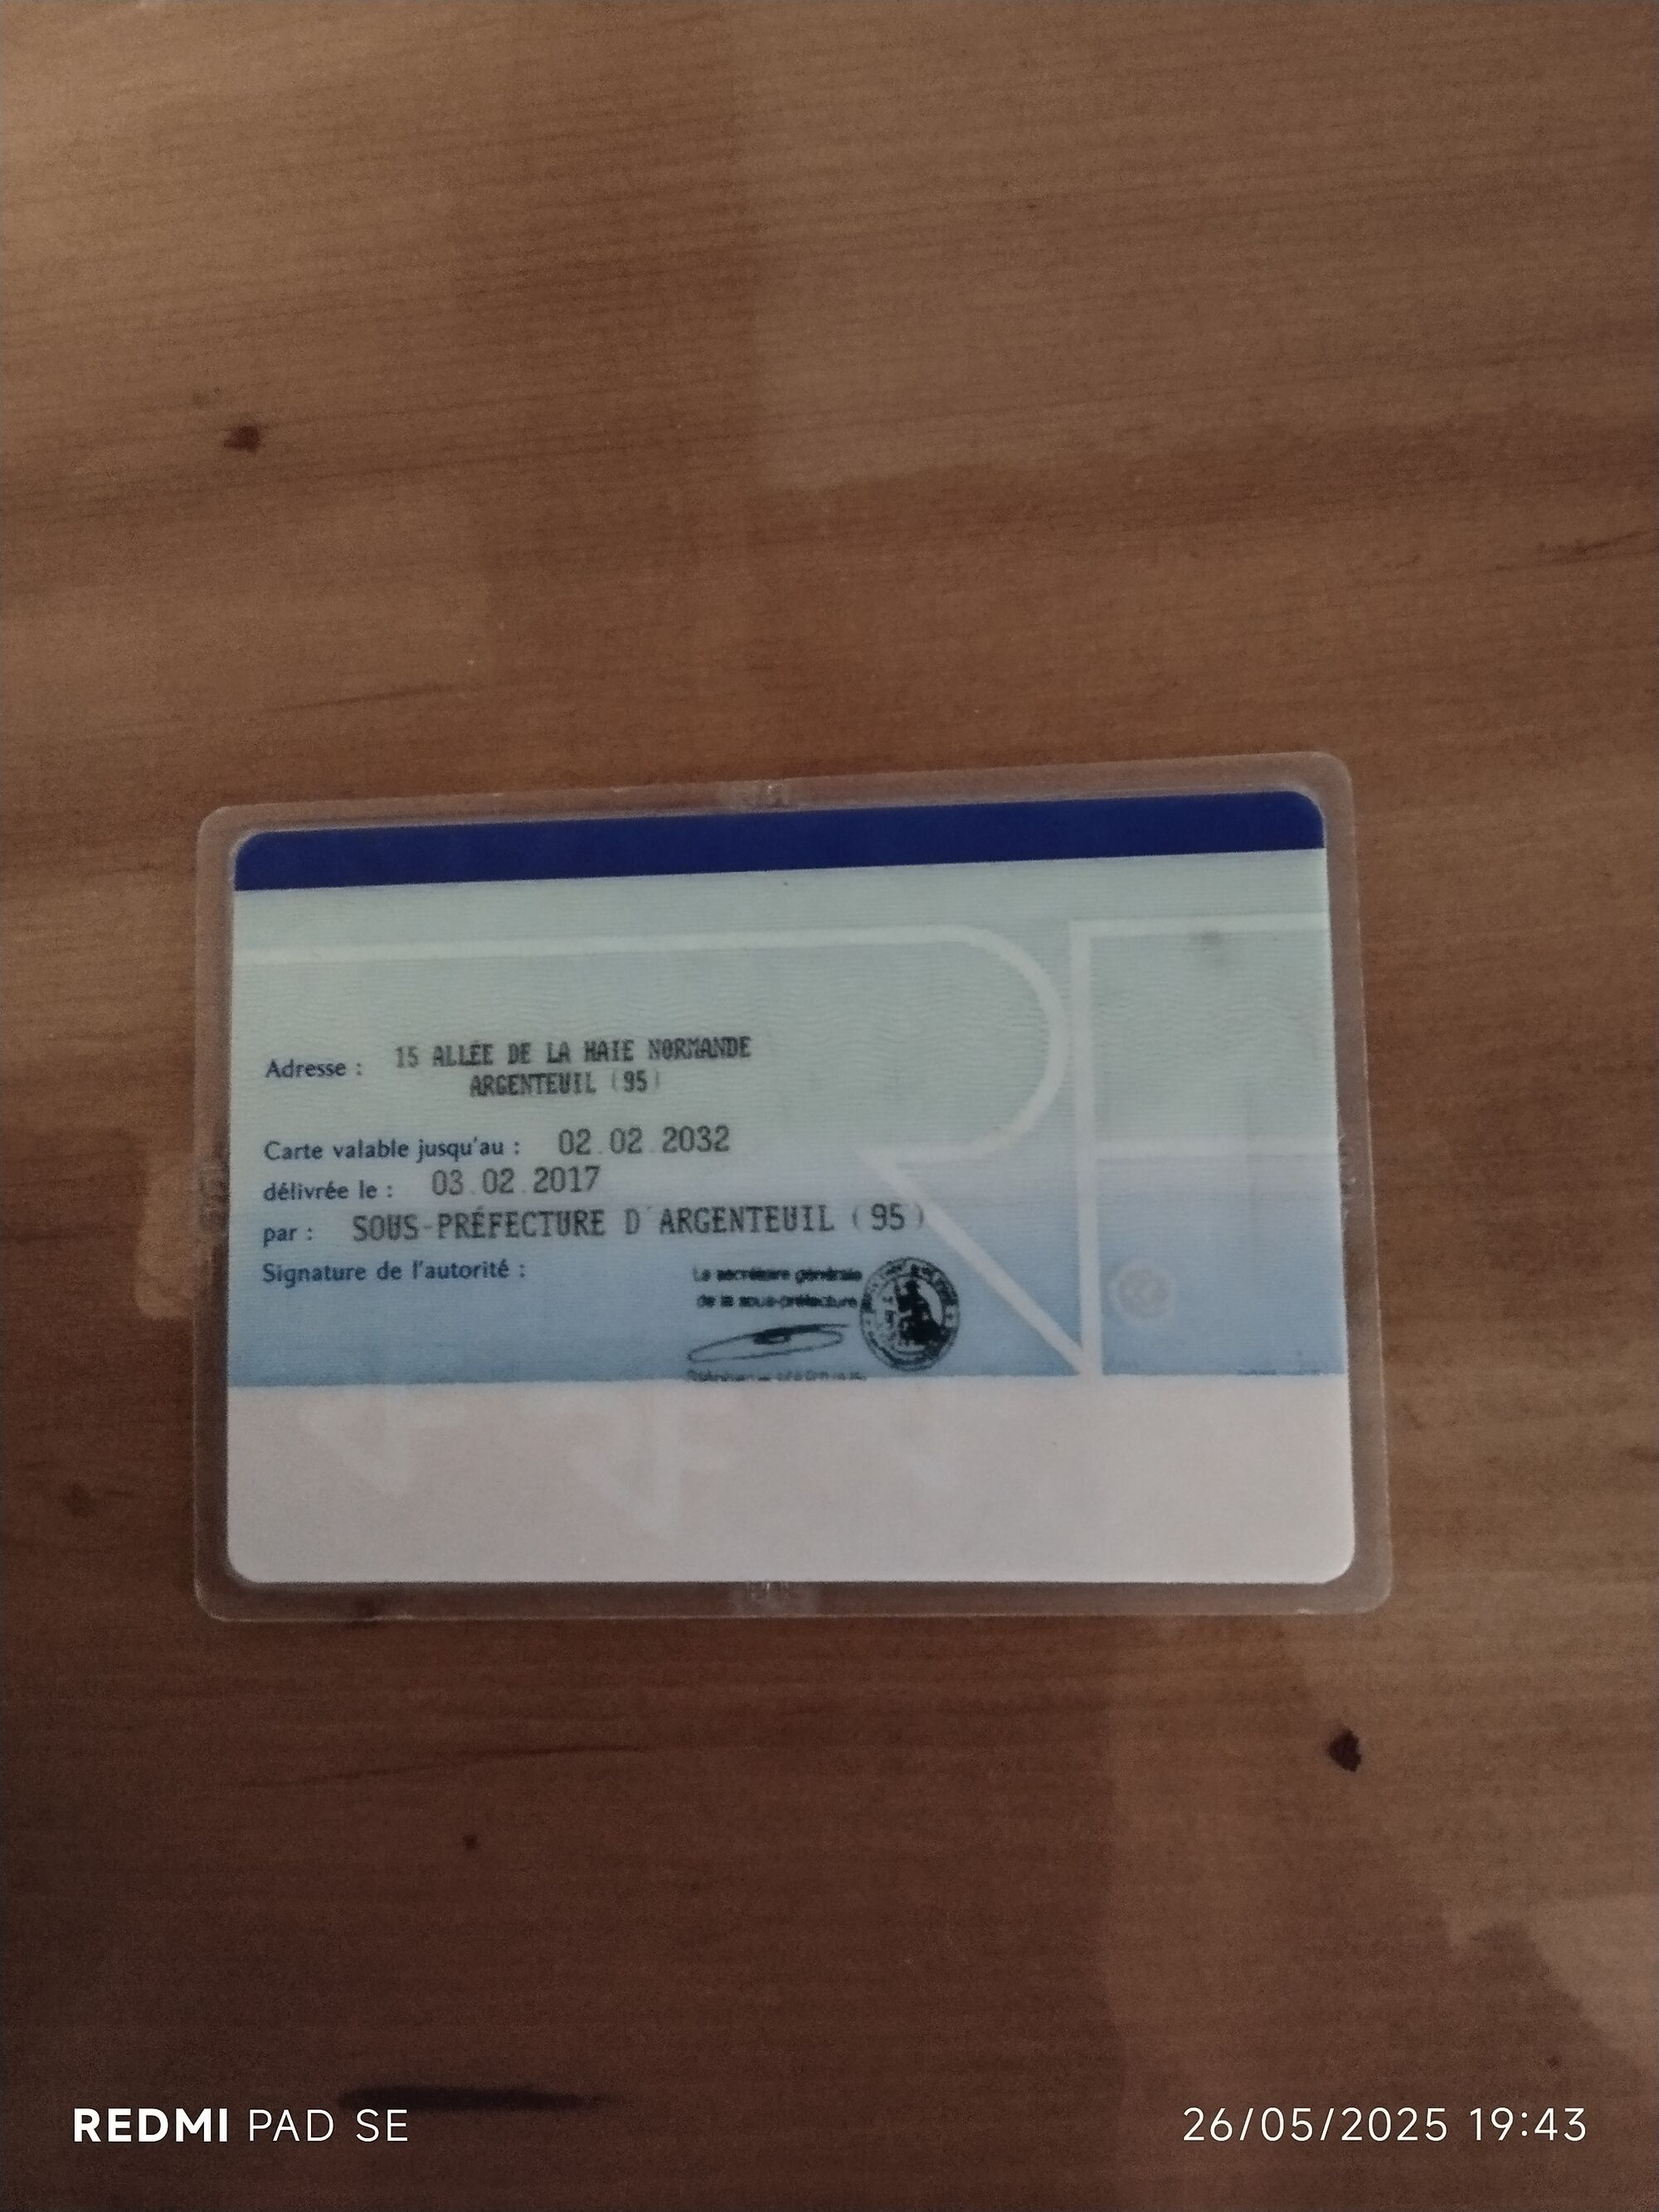 Adresse : 15 ALLÉE DE LA HAIE NORMANDE
ARGENTEUIL (95)
Carte valable jusqu'au : 02.02.2032
délivrée le : 03.02.2017
par : SOUS-PRÉFECTURE D'ARGENTEUIL (95)
Signature de l'autorité :
La secrétaire générale
de la sous-préfecture
REDMI PAD SE
26/05/2025 19:43